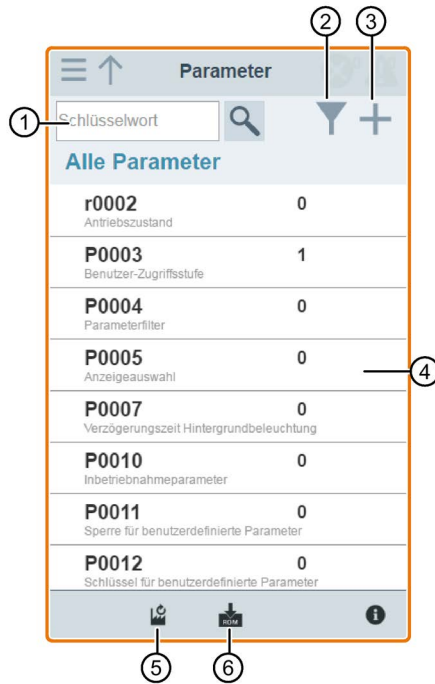 2
3
Parameter
1
Schlüsselwort
Alle Parameter
r0002 0
Antriebszustand
P0003 1
Benutzer-Zugriffsstufe
P0004 0
Parameterfilter
P0005 0
4
Anzeigeauswahl
P0007 0
Verzögerungszeit Hintergrundbeleuchtung
P0010 0
Inbetriebnahmeparameter
P0011 0
Sperre für benutzerdefinierte Parameter
P0012 0
Schlüssel für benutzerdefinierte Parameter
ROM
i
5
6